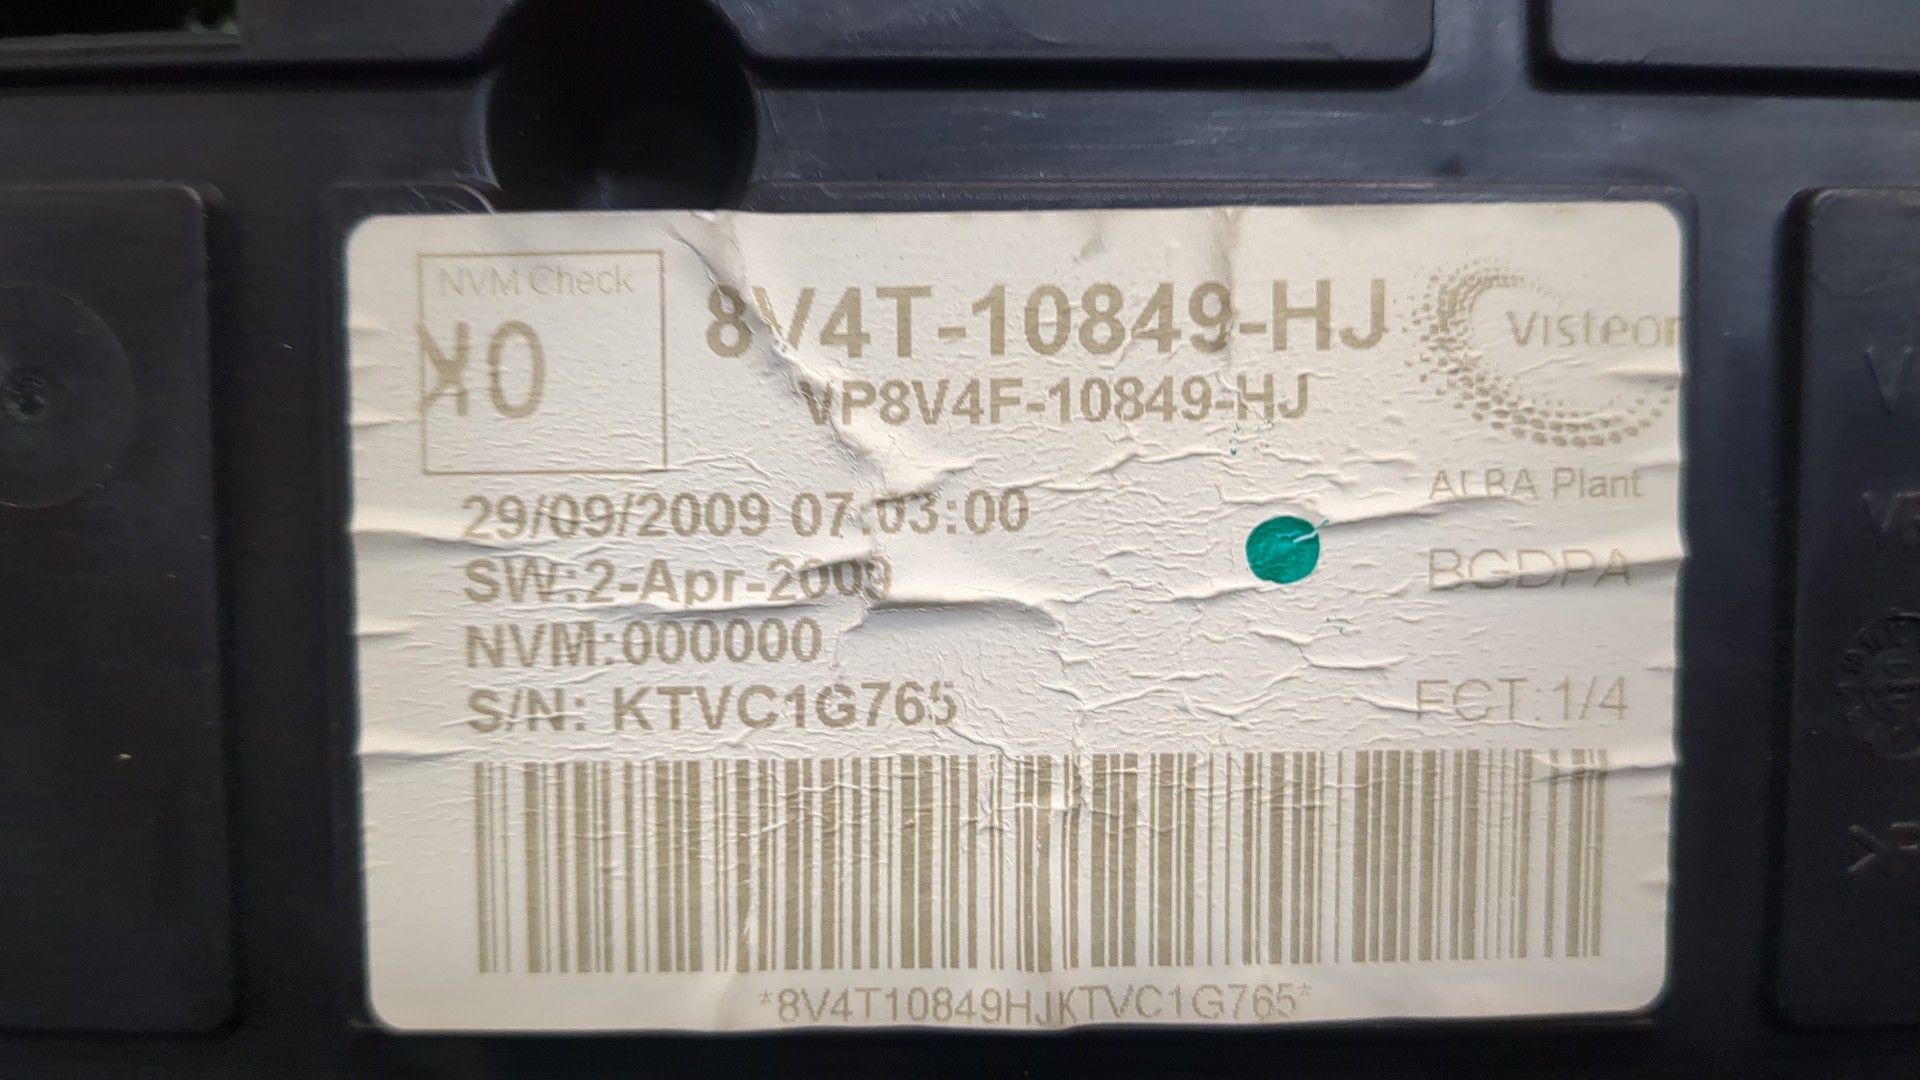 NVM Check
KO
8V4T-10849-HJ
VP8V4F-10849-HJ
Visteon
ALBA Plant
29/09/2009 07:03:00
SW:2-Apr-2009
BGDPA
NVM:000000
S/N: KTVC1G765
FCT:1/4
*8V4T10849HJKTVC1G765*